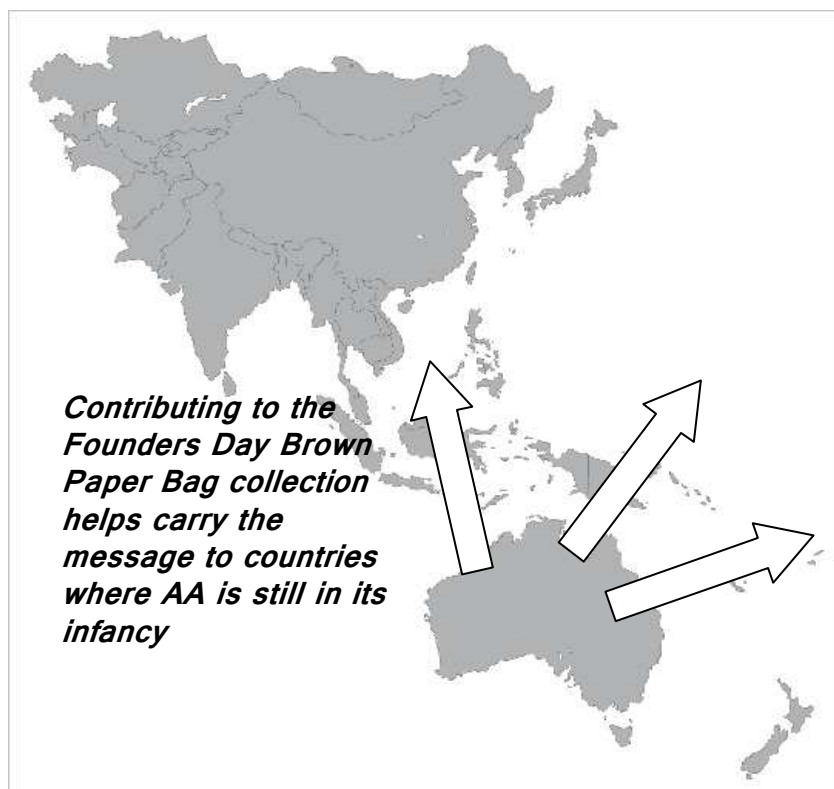 Contributing to the
Founders Day Brown
Paper Bag collection
helps carry the
message to countries
where AA is still in its
infancy